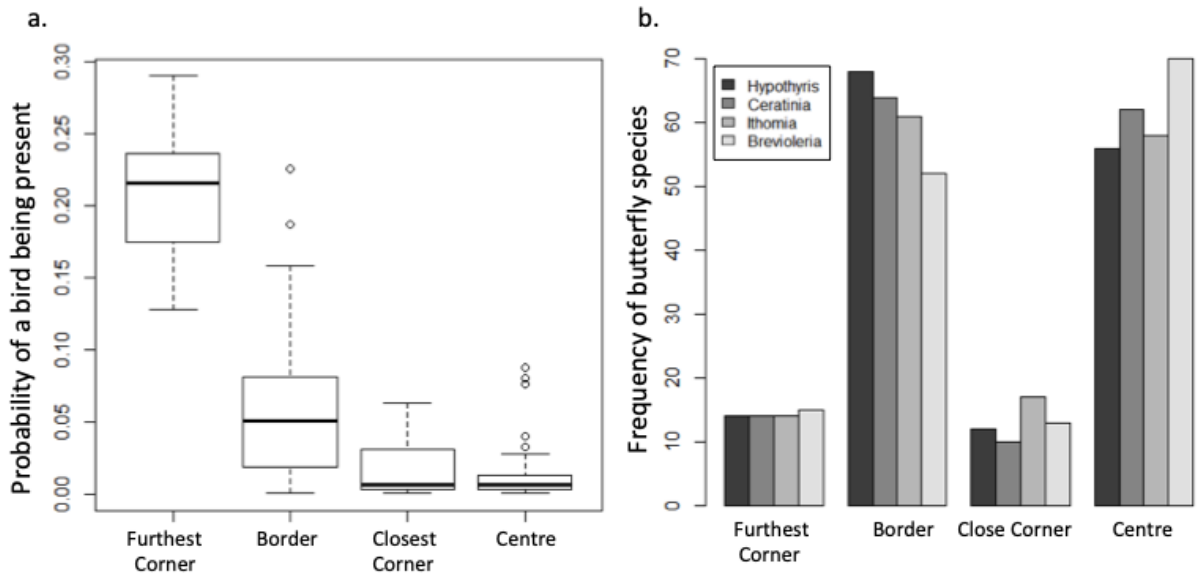 a.
Probability of a bird being present
0.30
0.25
0.20
0.15
0.10
0.05
0.00
Furthest
Corner
Border
Closest
Corner
Centre
b.
Frequency of butterfly species
70
60
50
40
30
20
10
0
Hypothyris
Ceratinia
Ithomia
Brevioleria
Furthest
Corner
Border
Close Corner
Centre